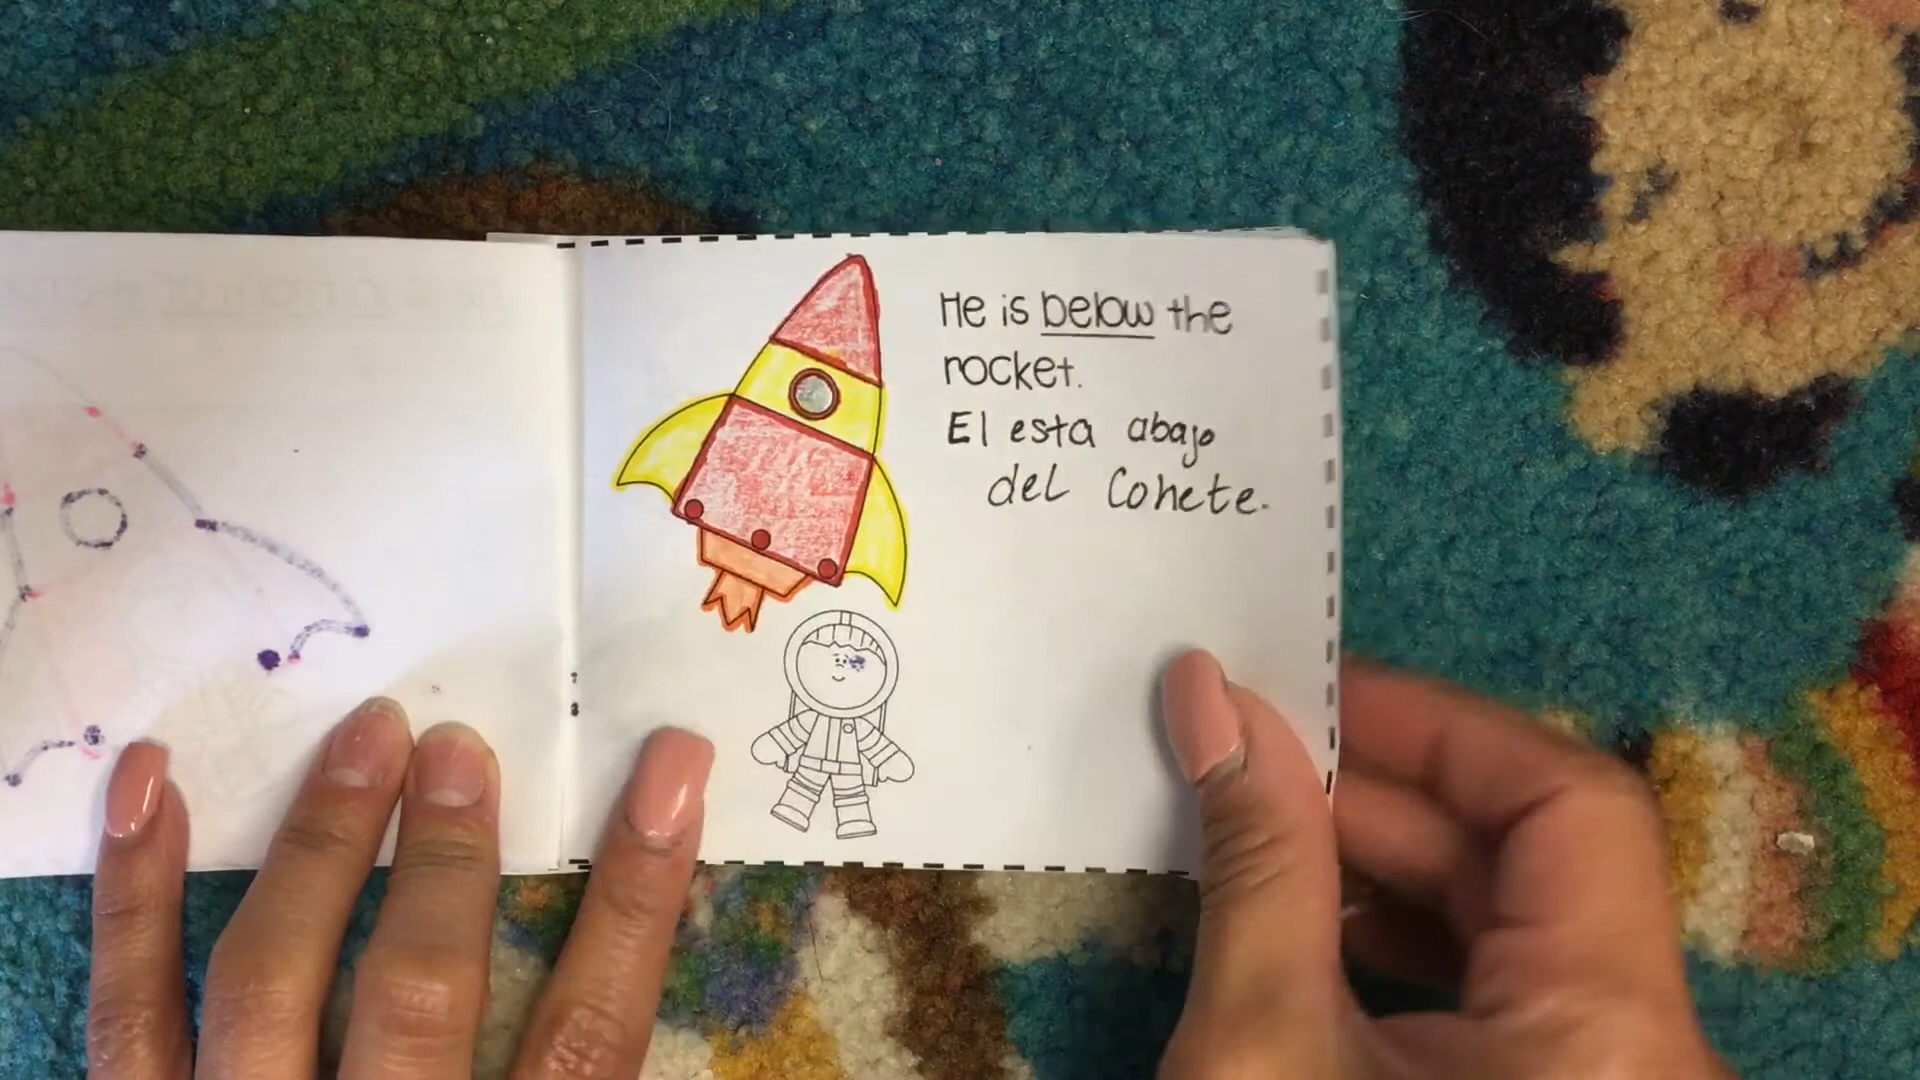 He is below the
rocket.
El esta abajo
del Cohete.